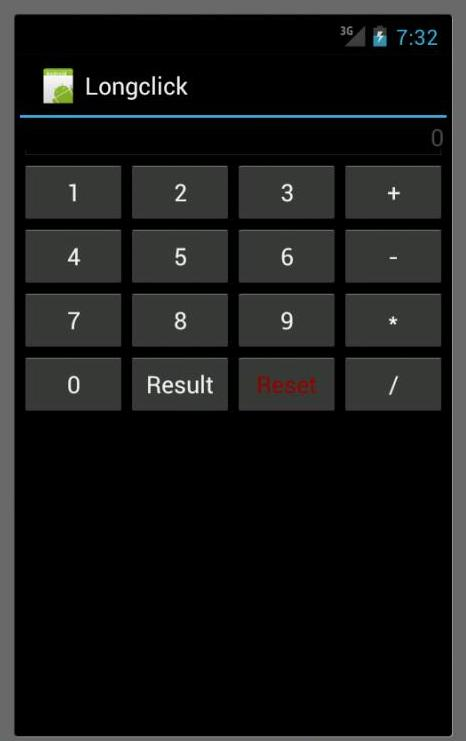 3G 7:32
Longclick
0
1 2 3 +
4 5 6 -
7 8 9 *
0 Result Reset /